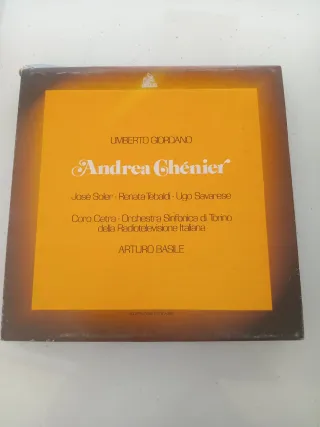 UMBERTO GIORDANO
Andrea Chénier
José Soler · Renata Tebaldi · Ugo Savarese
Coro Cetra · Orchestra Sinfonica di Torino
della Radiotelevisione Italiana
ARTURO BASILE